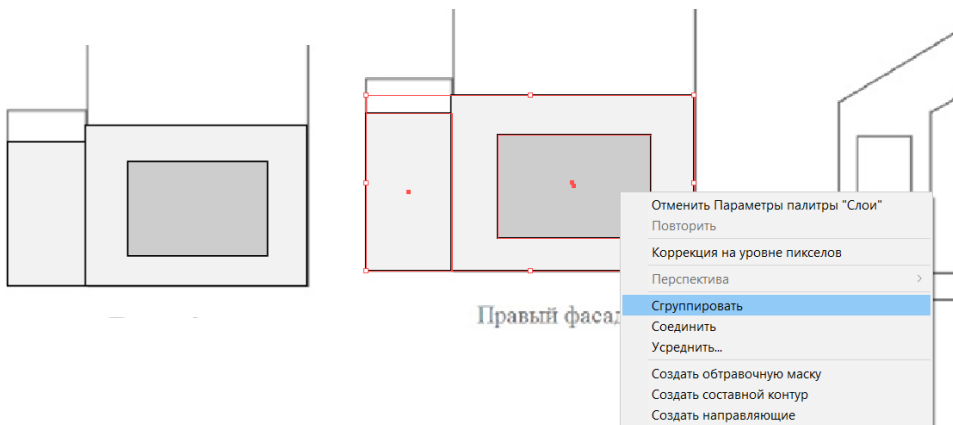 Правый фасад
Отменить Параметры палитры "Слои"
Повторить
Коррекция на уровне пикселов
Перспектива
Сгруппировать
Соединить
Усреднить...
Создать обтравочную маску
Создать составной контур
Создать направляющие